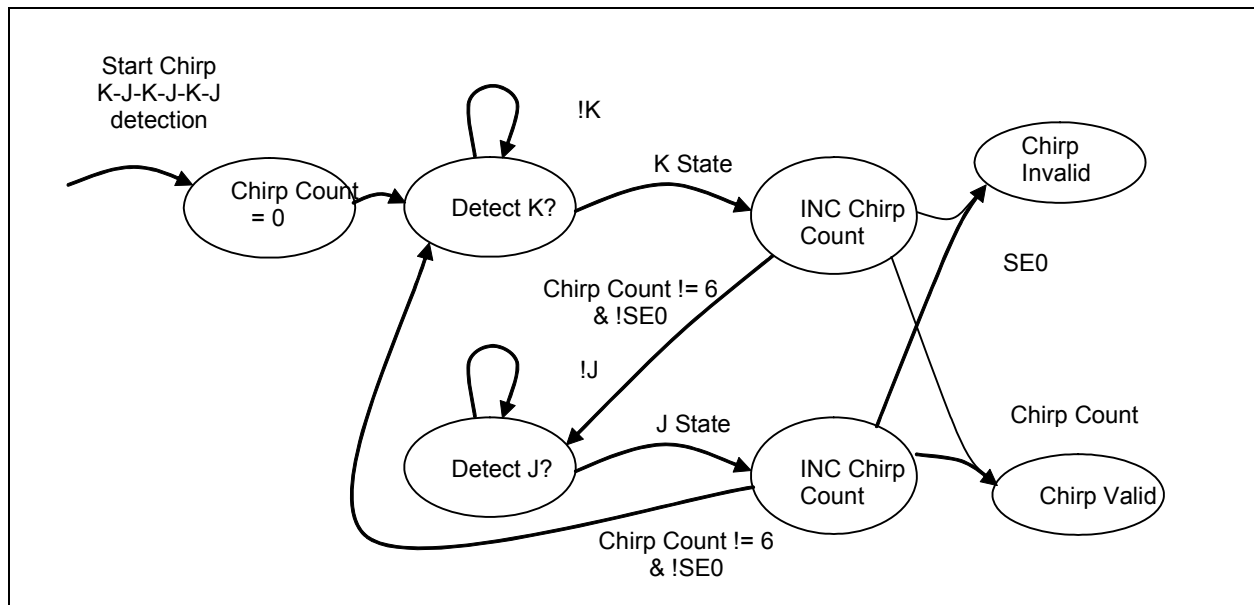 Start Chirp
K-J-K-J-K-J
detection
!K
K State
Chirp
Invalid
Chirp Count
= 0
Detect K?
INC Chirp
Count
SE0
Chirp Count != 6
& !SE0
!J
J State
Chirp Count
Detect J?
INC Chirp
Count
Chirp Valid
Chirp Count != 6
& !SE0